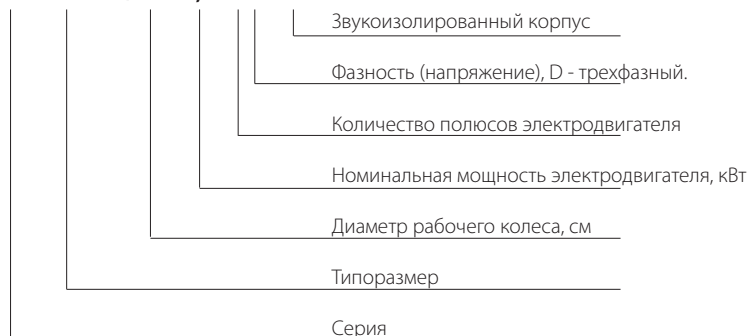 Звукоизолированный корпус
Фазность (напряжение), D - трехфазный.
Количество полюсов электродвигателя
Номинальная мощность электродвигателя, кВт
Диаметр рабочего колеса, см
Типоразмер
Серия